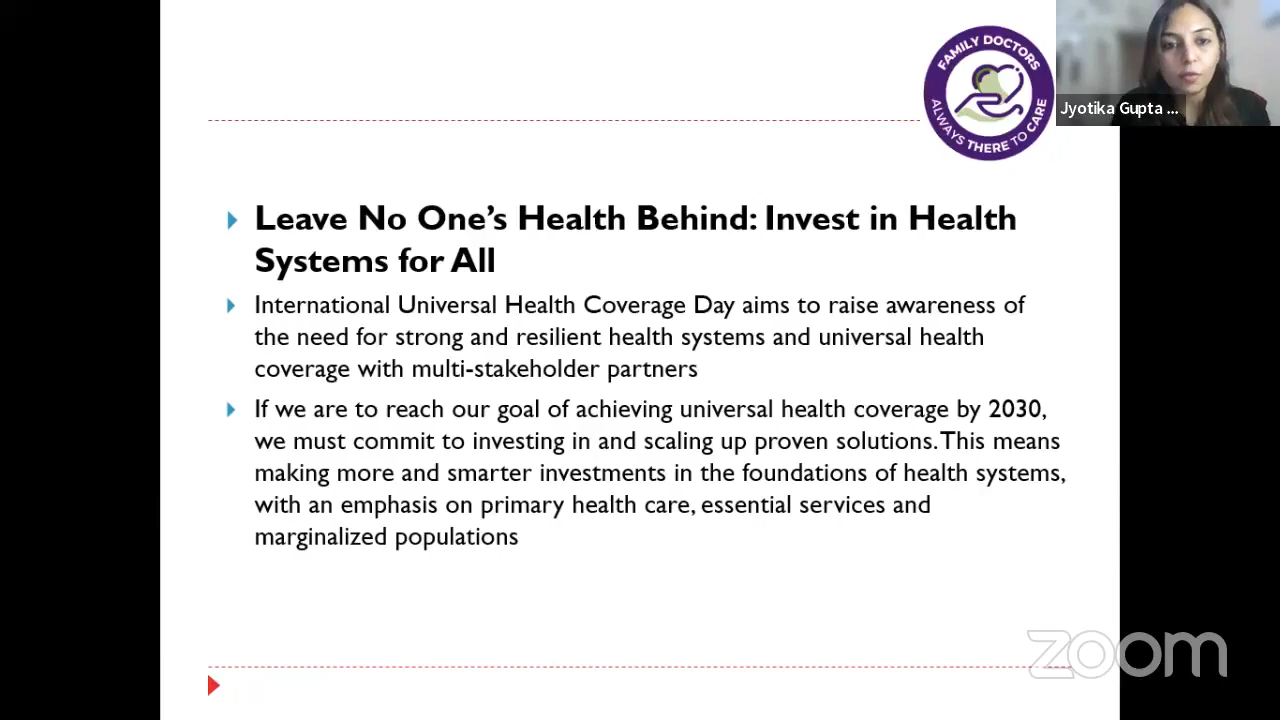 FAMILY DOCTORS
ALWAYS THERE TO CARE
Jyotika Gupta ...
Leave No One’s Health Behind: Invest in Health
Systems for All
International Universal Health Coverage Day aims to raise awareness of
the need for strong and resilient health systems and universal health
coverage with multi-stakeholder partners
If we are to reach our goal of achieving universal health coverage by 2030,
we must commit to investing in and scaling up proven solutions. This means
making more and smarter investments in the foundations of health systems,
with an emphasis on primary health care, essential services and
marginalized populations
zoom